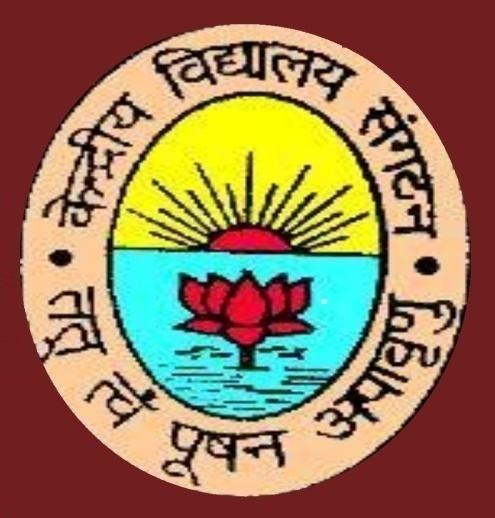 केन्द्रीय विद्यालय संगठन
तत् त्वं पूषन अपावृणु